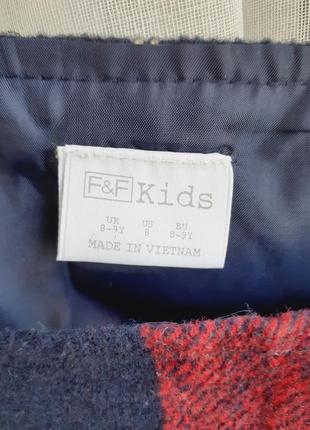 F&F Kids
UK US EU
8-9Y 8 8-9Y
MADE IN VIETNAM